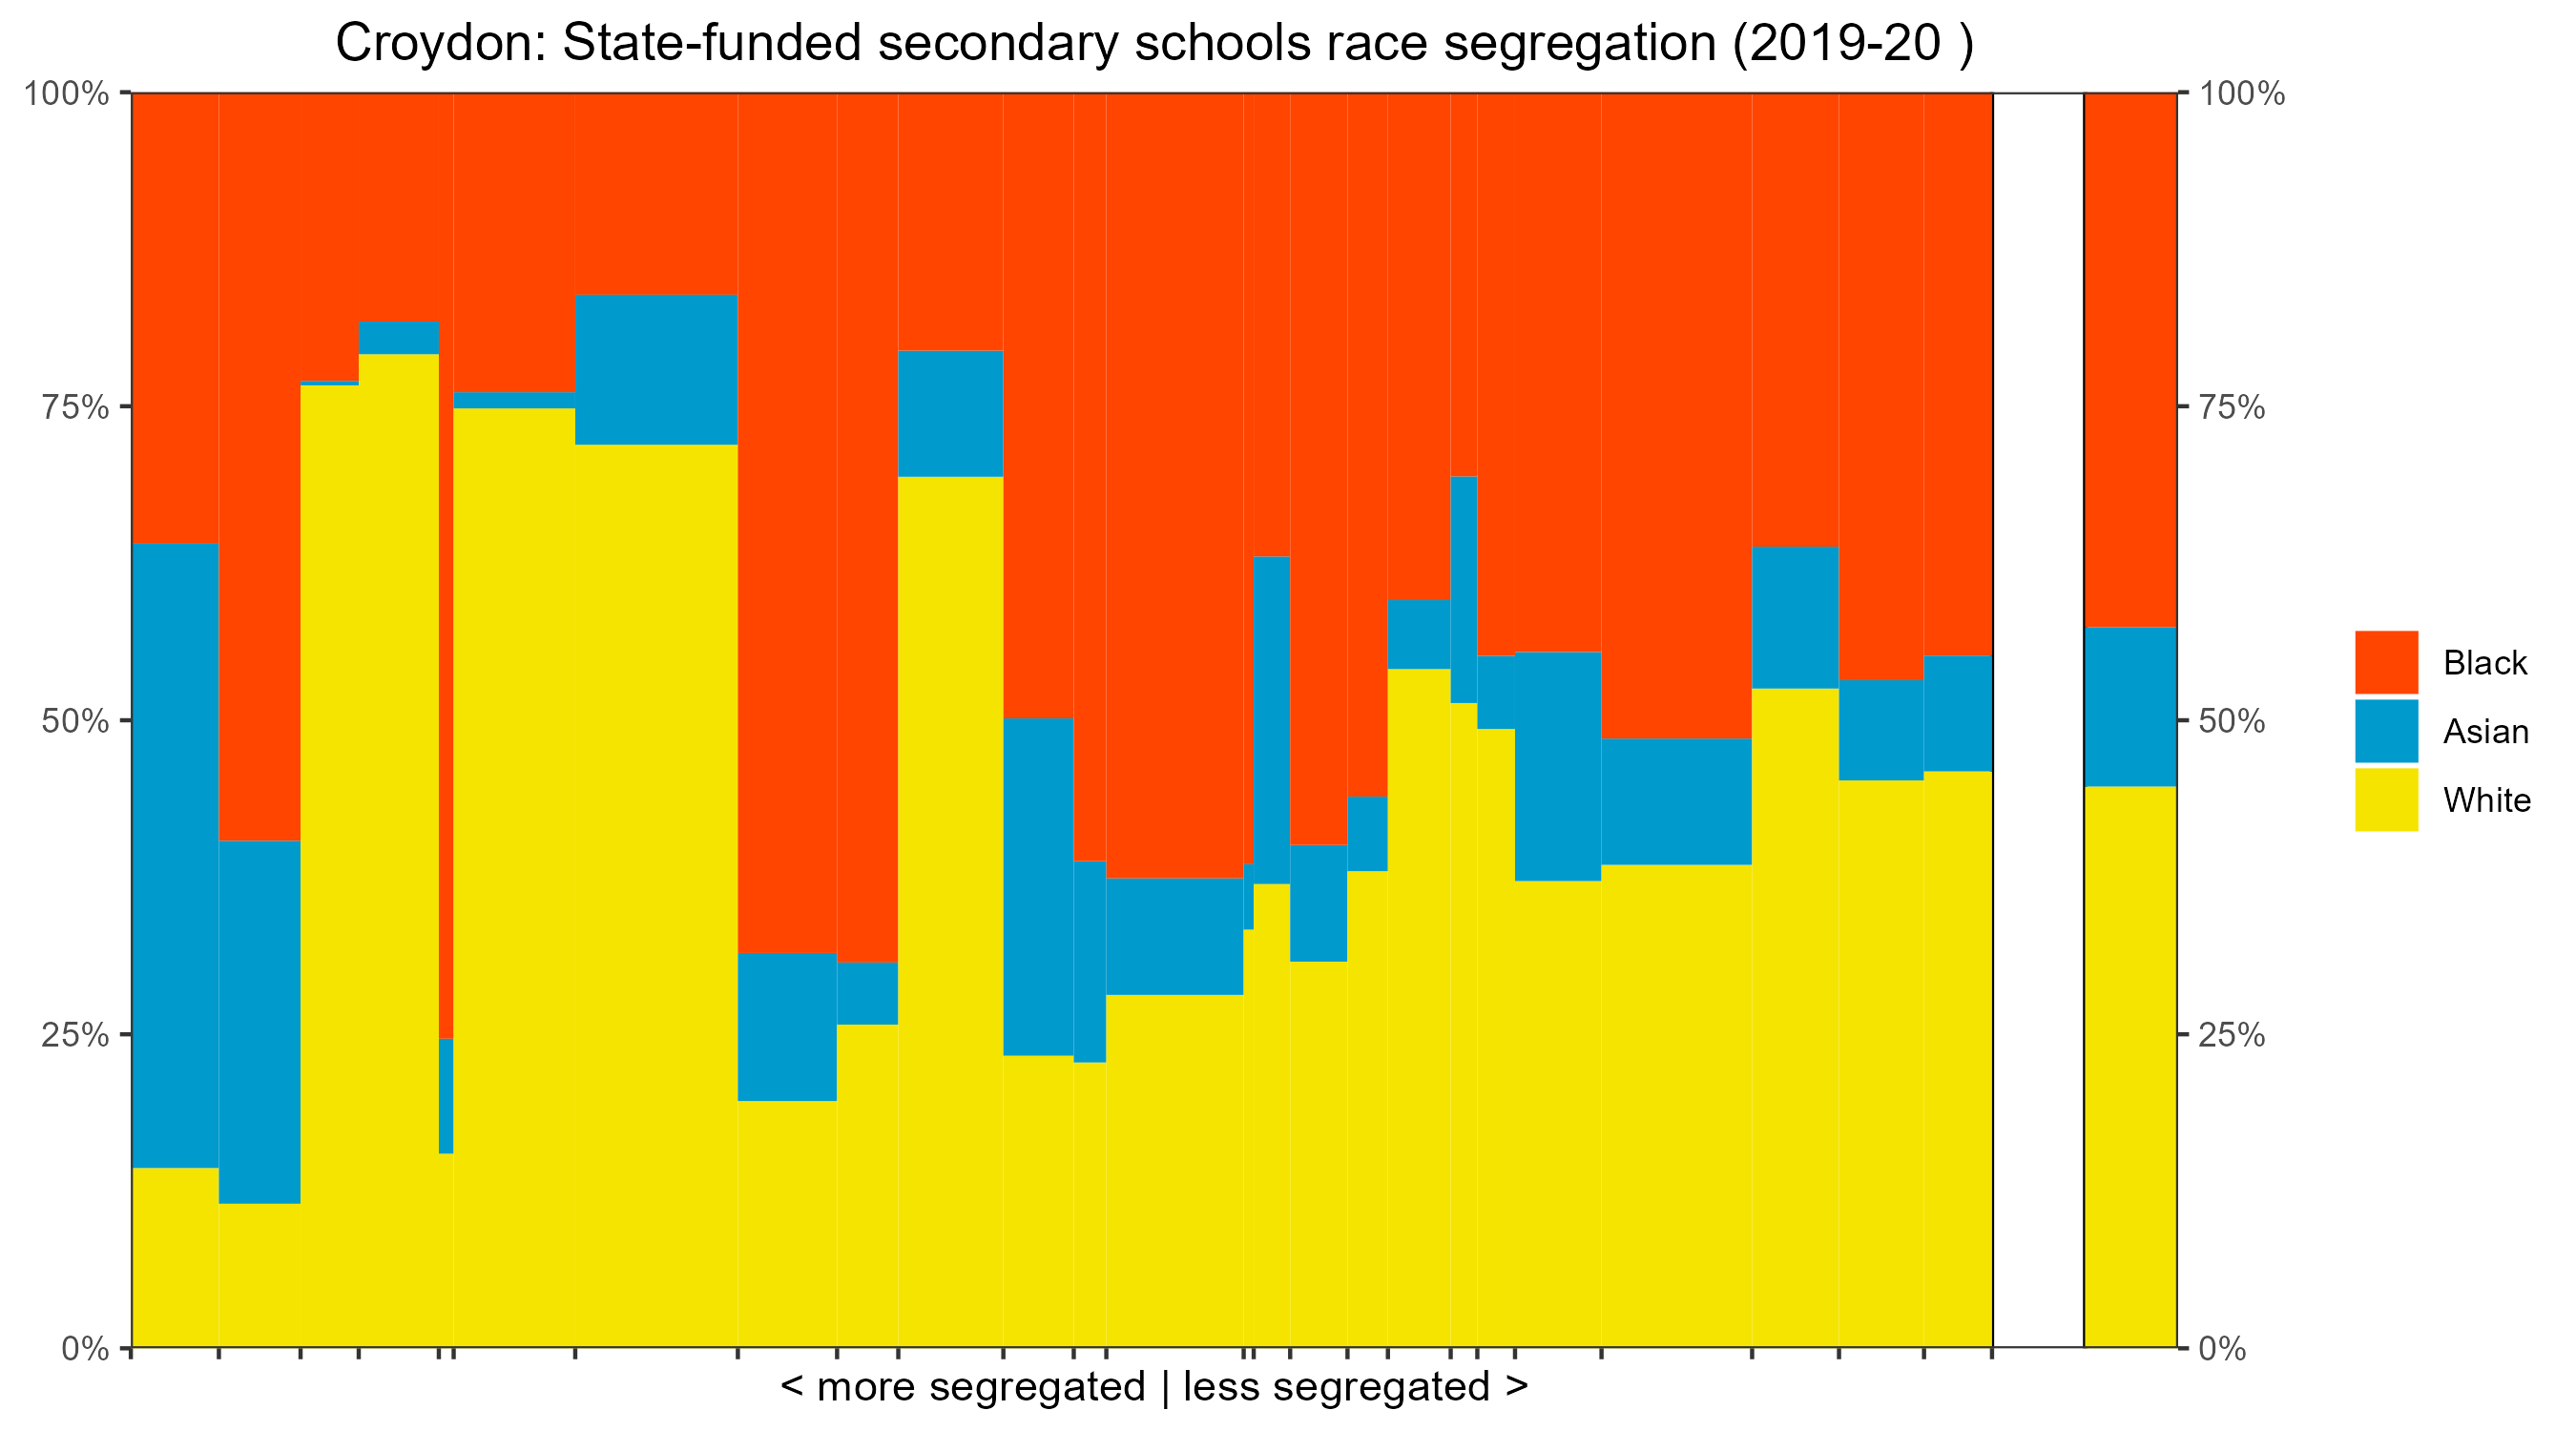 Croydon: State-funded secondary schools race segregation (2019-20 )
100%
75%
50%
25%
0%
100%
75%
50%
25%
0%
Black
Asian
White
< more segregated | less segregated >